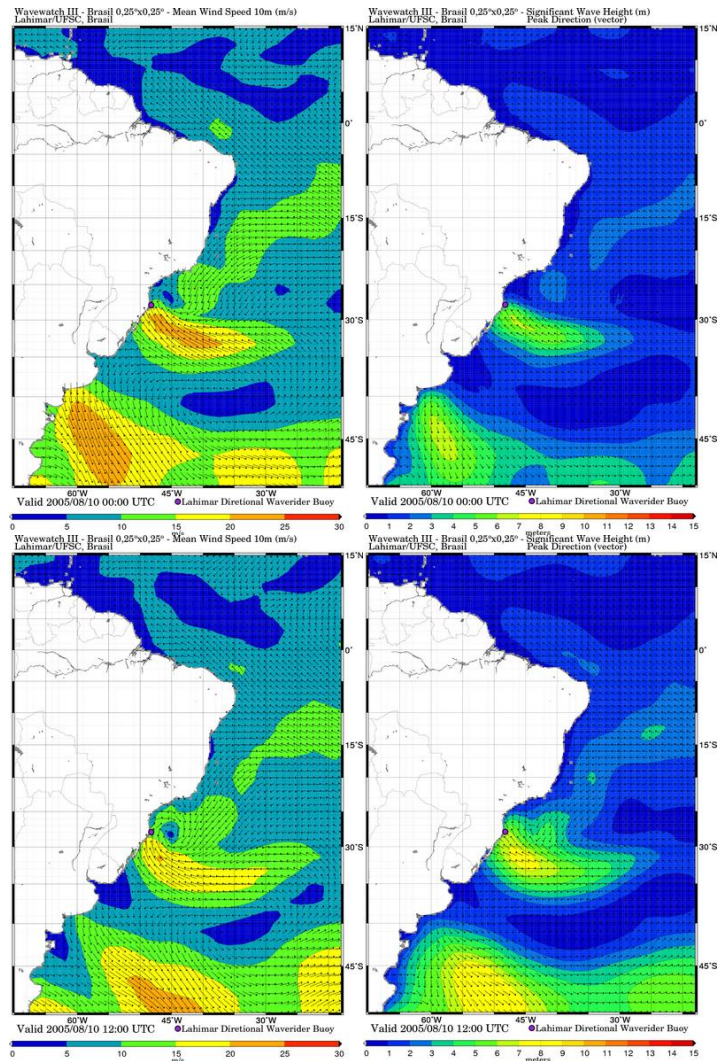 Wavewatch III - Brasil 0,25°x0,25° - Mean Wind Speed 10m (m/s)
Lahimar/UFSC, Brasil
15°N
0°
15°S
30°S
45°S
60°W 45°W 30°W
Valid 2005/08/10 00:00 UTC Lahimar Diretional Waverider Buoy
0 5 10 15 20 25 30
m/s
Wavewatch III - Brasil 0,25°x0,25° - Significant Wave Height (m)
Lahimar/UFSC, Brasil Peak Direction (vector)
15°N
0°
15°S
30°S
45°S
60°W 45°W 30°W
Valid 2005/08/10 00:00 UTC Lahimar Diretional Waverider Buoy
0 1 2 3 4 5 6 7 8 9 10 11 12 13 14 15
meters
Wavewatch III - Brasil 0,25°x0,25° - Mean Wind Speed 10m (m/s)
Lahimar/UFSC, Brasil
15°N
0°
15°S
30°S
45°S
60°W 45°W 30°W
Valid 2005/08/10 12:00 UTC Lahimar Diretional Waverider Buoy
0 5 10 15 20 25 30
m/s
Wavewatch III - Brasil 0,25°x0,25° - Significant Wave Height (m)
Lahimar/UFSC, Brasil Peak Direction (vector)
15°N
0°
15°S
30°S
45°S
60°W 45°W 30°W
Valid 2005/08/10 12:00 UTC Lahimar Diretional Waverider Buoy
0 1 2 3 4 5 6 7 8 9 10 11 12 13 14 15
meters